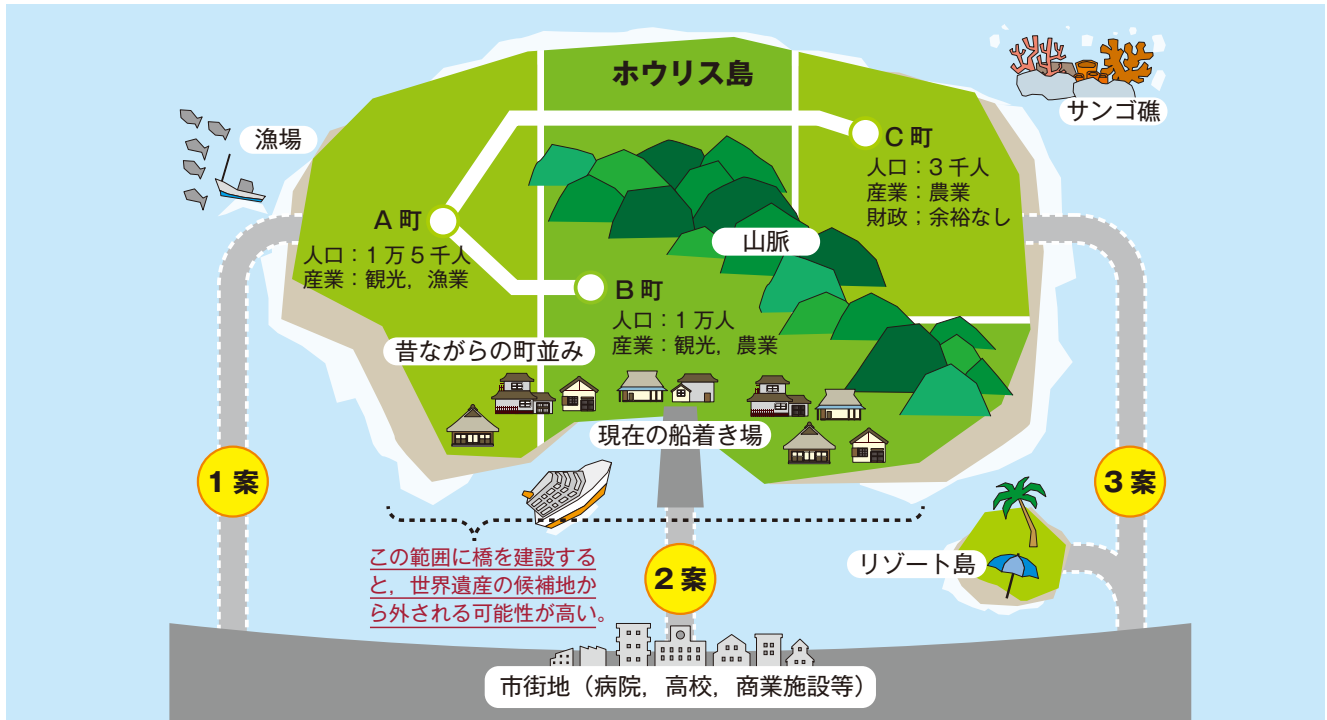 ホウリス島
サンゴ礁
漁場
C 町
人口：3 千人
産業：農業
財政；余裕なし
A 町
人口：1 万 5 千人
産業：観光，漁業
山脈
B 町
人口：1 万人
産業：観光，農業
昔ながらの町並み
現在の船着き場
1 案
3 案
この範囲に橋を建設する
と，世界遺産の候補地か
ら外される可能性が高い。
2 案
リゾート島
市街地（病院，高校，商業施設等）